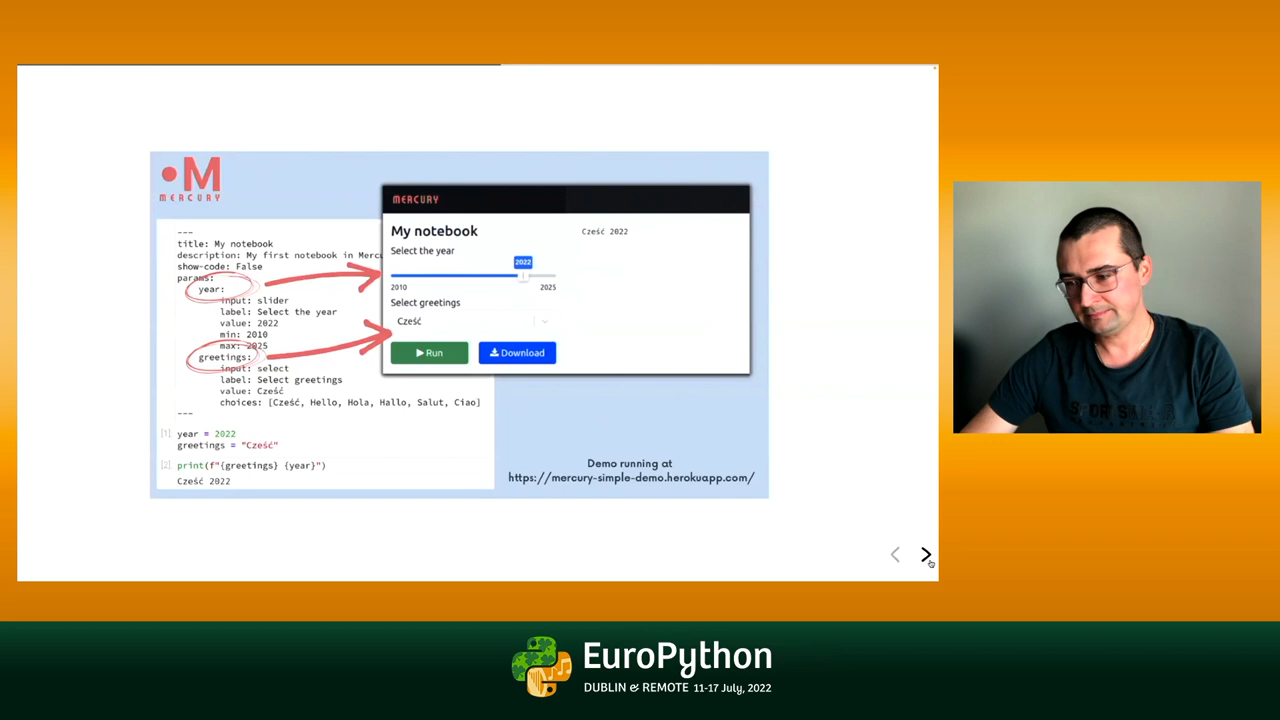 M
MERCURY
---
title: My notebook
description: My first notebook in Mercu
show-code: False
params:
year:
input: slider
label: Select the year
value: 2022
min: 2010
max: 2025
greetings:
input: select
label: Select greetings
value: Cześć
choices: [Cześć, Hello, Hola, Hallo, Salut, Ciao]
---
[1] year = 2022
greetings = "Cześć"
[2] print(f"{greetings} {year}")
Cześć 2022
MERCURY
My notebook
Select the year
2022
2010 2025
Select greetings
Cześć
Run Download
Cześć 2022
Demo running at
https://mercury-simple-demo.herokuapp.com/
EuroPython
DUBLIN & REMOTE 11-17 July, 2022